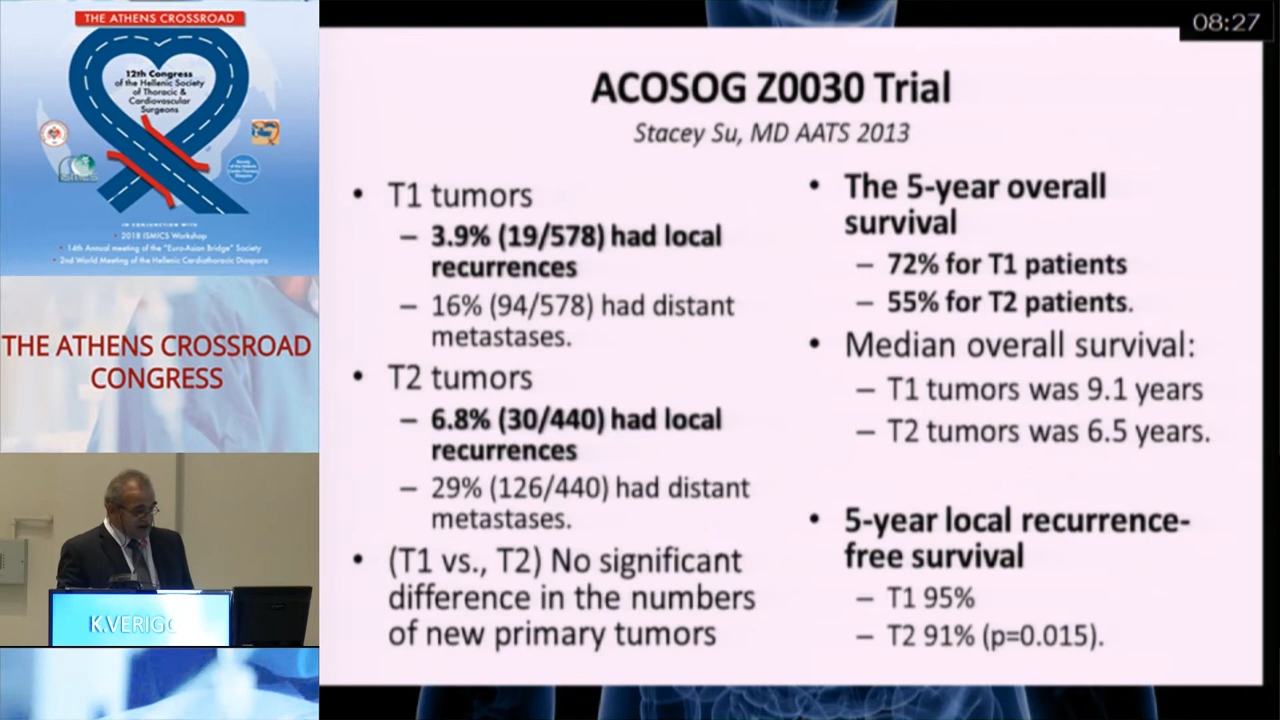 THE ATHENS CROSSROAD
12th Congress
of the Hellenic Society
of Thoracic &
Cardiovascular
Surgeons
IN CONJUNCTION WITH
• 2018 ISMICS Workshop
• 14th Annual meeting of the "Euro-Asian Bridge" Society
• 2nd World Meeting of the Hellenic Cardiothoracic Diaspora
THE ATHENS CROSSROAD
CONGRESS
K.VERIGO
08:27
ACOSOG Z0030 Trial
Stacey Su, MD AATS 2013
• T1 tumors
– 3.9% (19/578) had local
recurrences
– 16% (94/578) had distant
metastases.
• T2 tumors
– 6.8% (30/440) had local
recurrences
– 29% (126/440) had distant
metastases.
• (T1 vs., T2) No significant
difference in the numbers
of new primary tumors
• The 5-year overall
survival
– 72% for T1 patients
– 55% for T2 patients.
• Median overall survival:
– T1 tumors was 9.1 years
– T2 tumors was 6.5 years.
• 5-year local recurrence-
free survival
– T1 95%
– T2 91% (p=0.015).